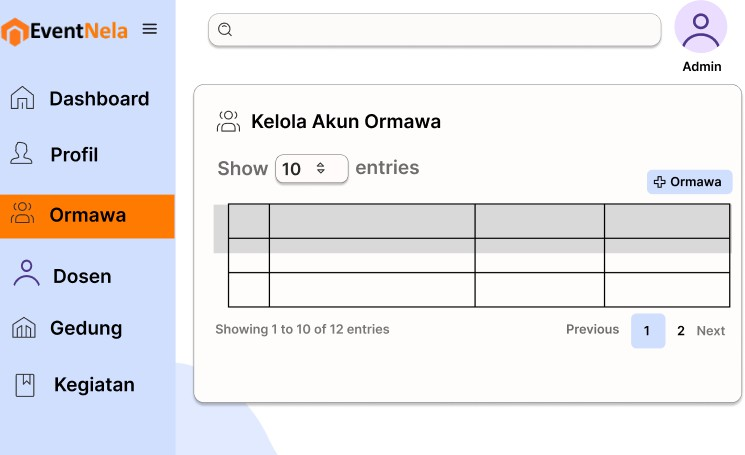 EventNela
Dashboard
Profil
Ormawa
Dosen
Gedung
Kegiatan
Admin
Kelola Akun Ormawa
Show 10 entries
Ormawa
Showing 1 to 10 of 12 entries
Previous 1 2 Next